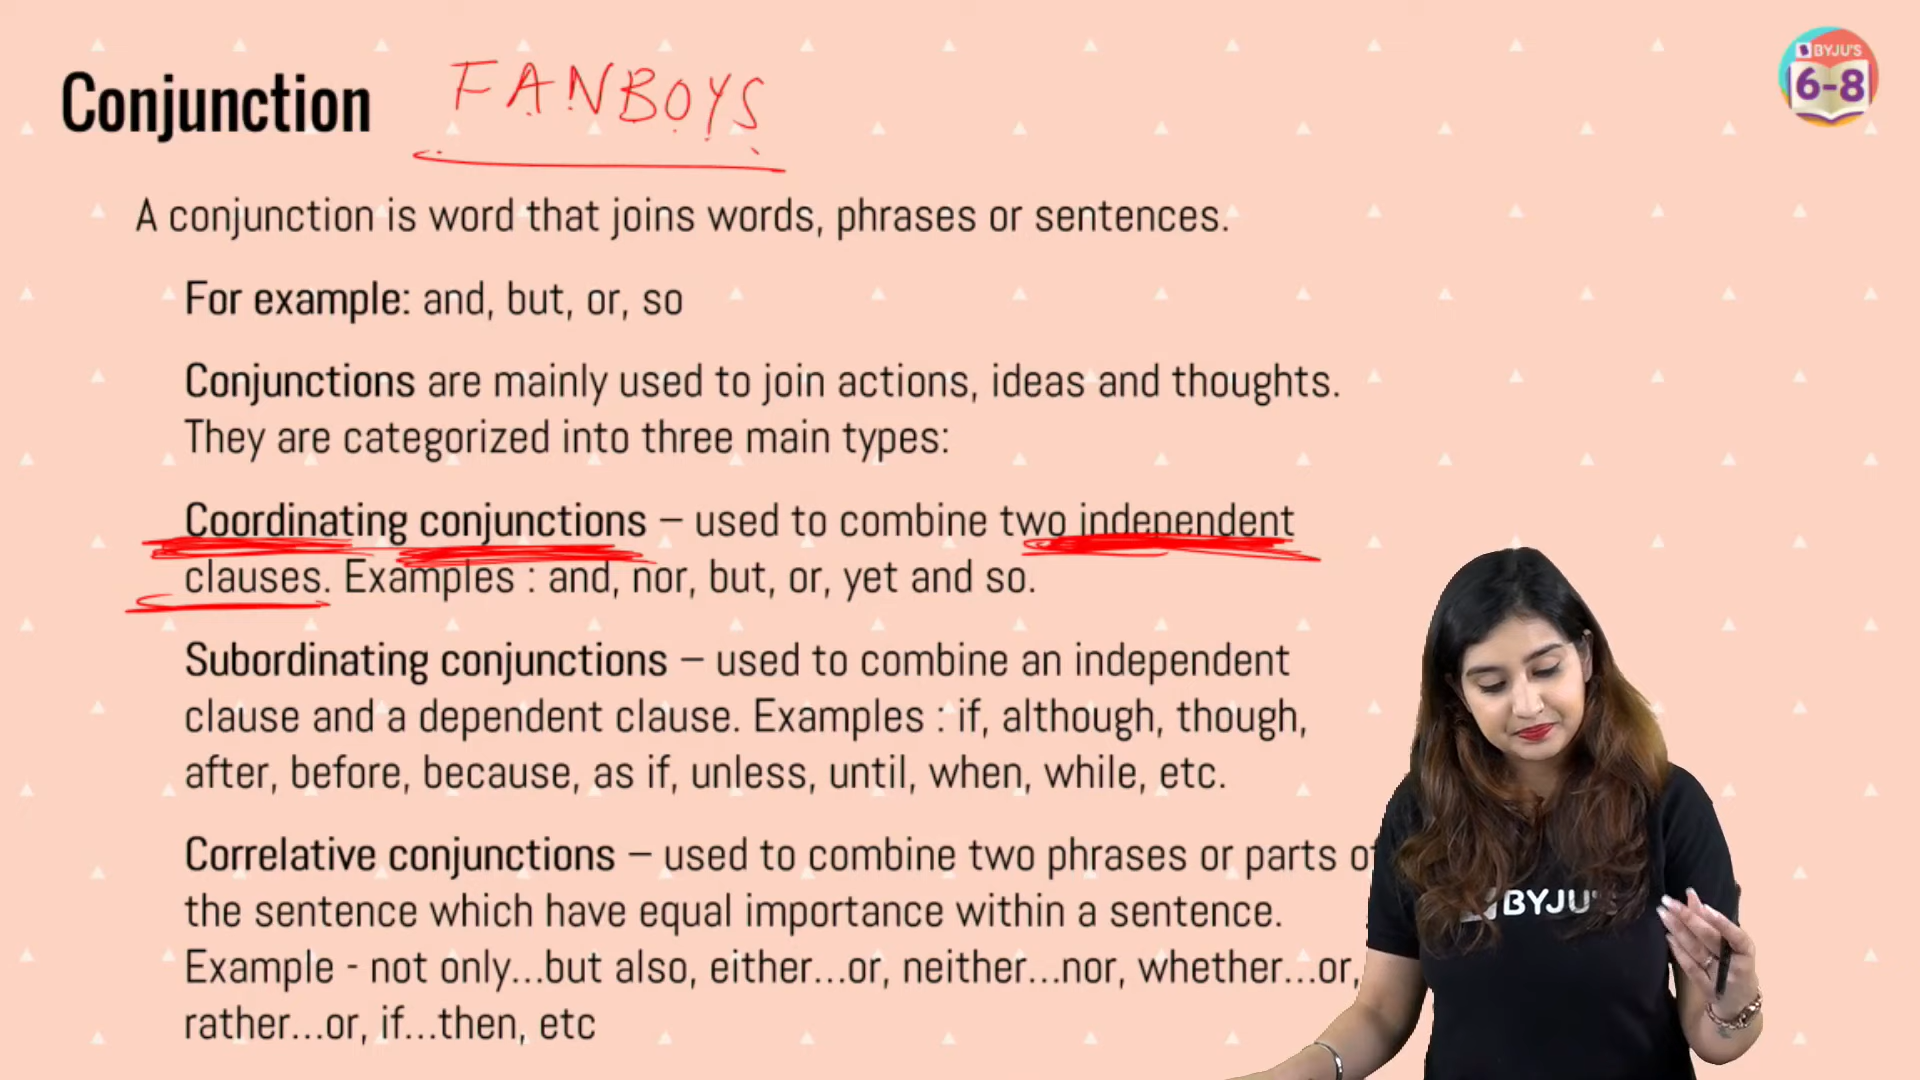 Conjunction FANBOYS
BYJU'S
6-8
A conjunction is word that joins words, phrases or sentences.
For example: and, but, or, so
Conjunctions are mainly used to join actions, ideas and thoughts.
They are categorized into three main types:
Coordinating conjunctions – used to combine two independent
clauses. Examples : and, nor, but, or, yet and so.
Subordinating conjunctions – used to combine an independent
clause and a dependent clause. Examples : if, although, though,
after, before, because, as if, unless, until, when, while, etc.
Correlative conjunctions – used to combine two phrases or parts of
the sentence which have equal importance within a sentence.
Example - not only...but also, either...or, neither...nor, whether...or,
rather...or, if...then, etc
BYJU'S